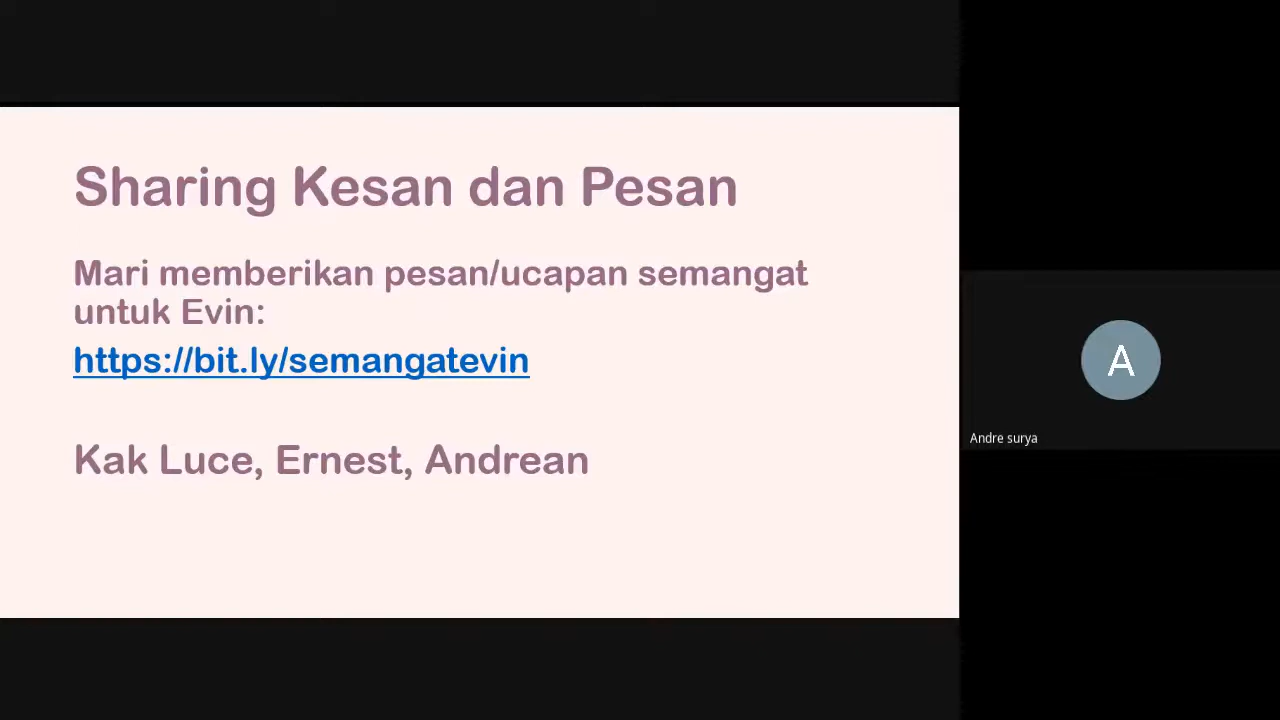 Sharing Kesan dan Pesan
Mari memberikan pesan/ucapan semangat
untuk Evin:
https://bit.ly/semangatevin
Kak Luce, Ernest, Andrean
A
Andre surya